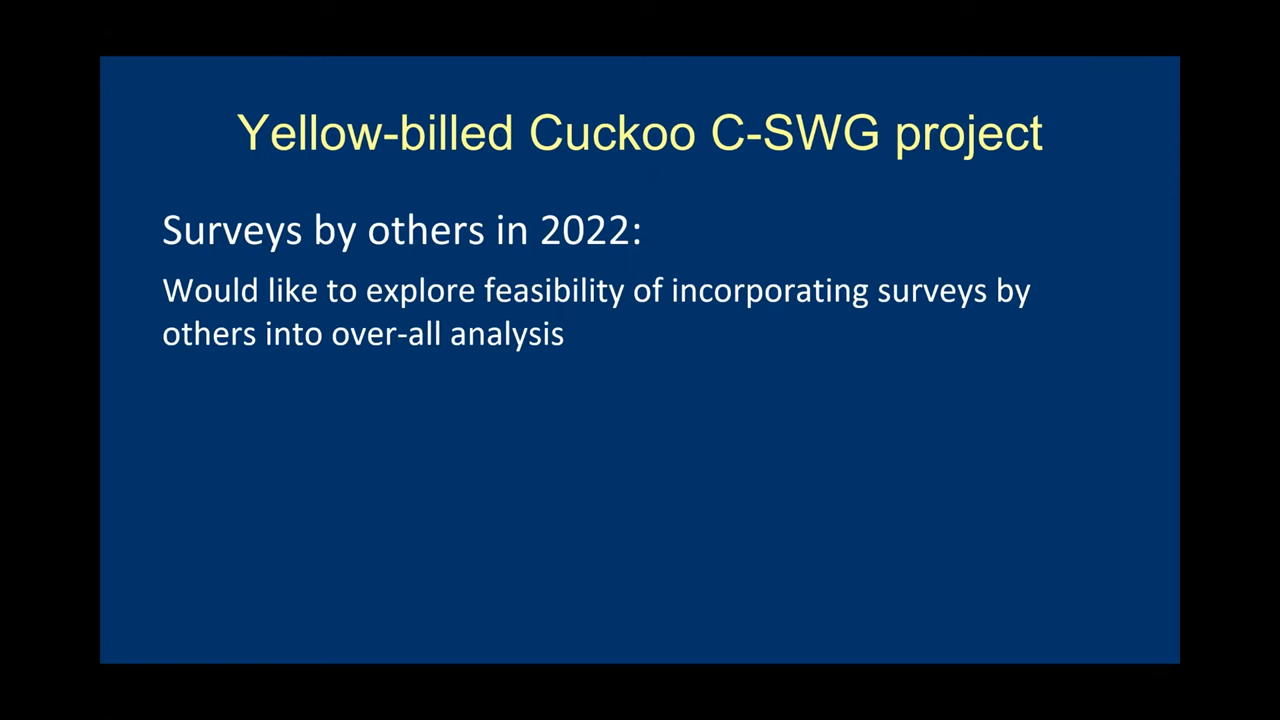 Yellow-billed Cuckoo C-SWG project
Surveys by others in 2022:
Would like to explore feasibility of incorporating surveys by
others into over-all analysis